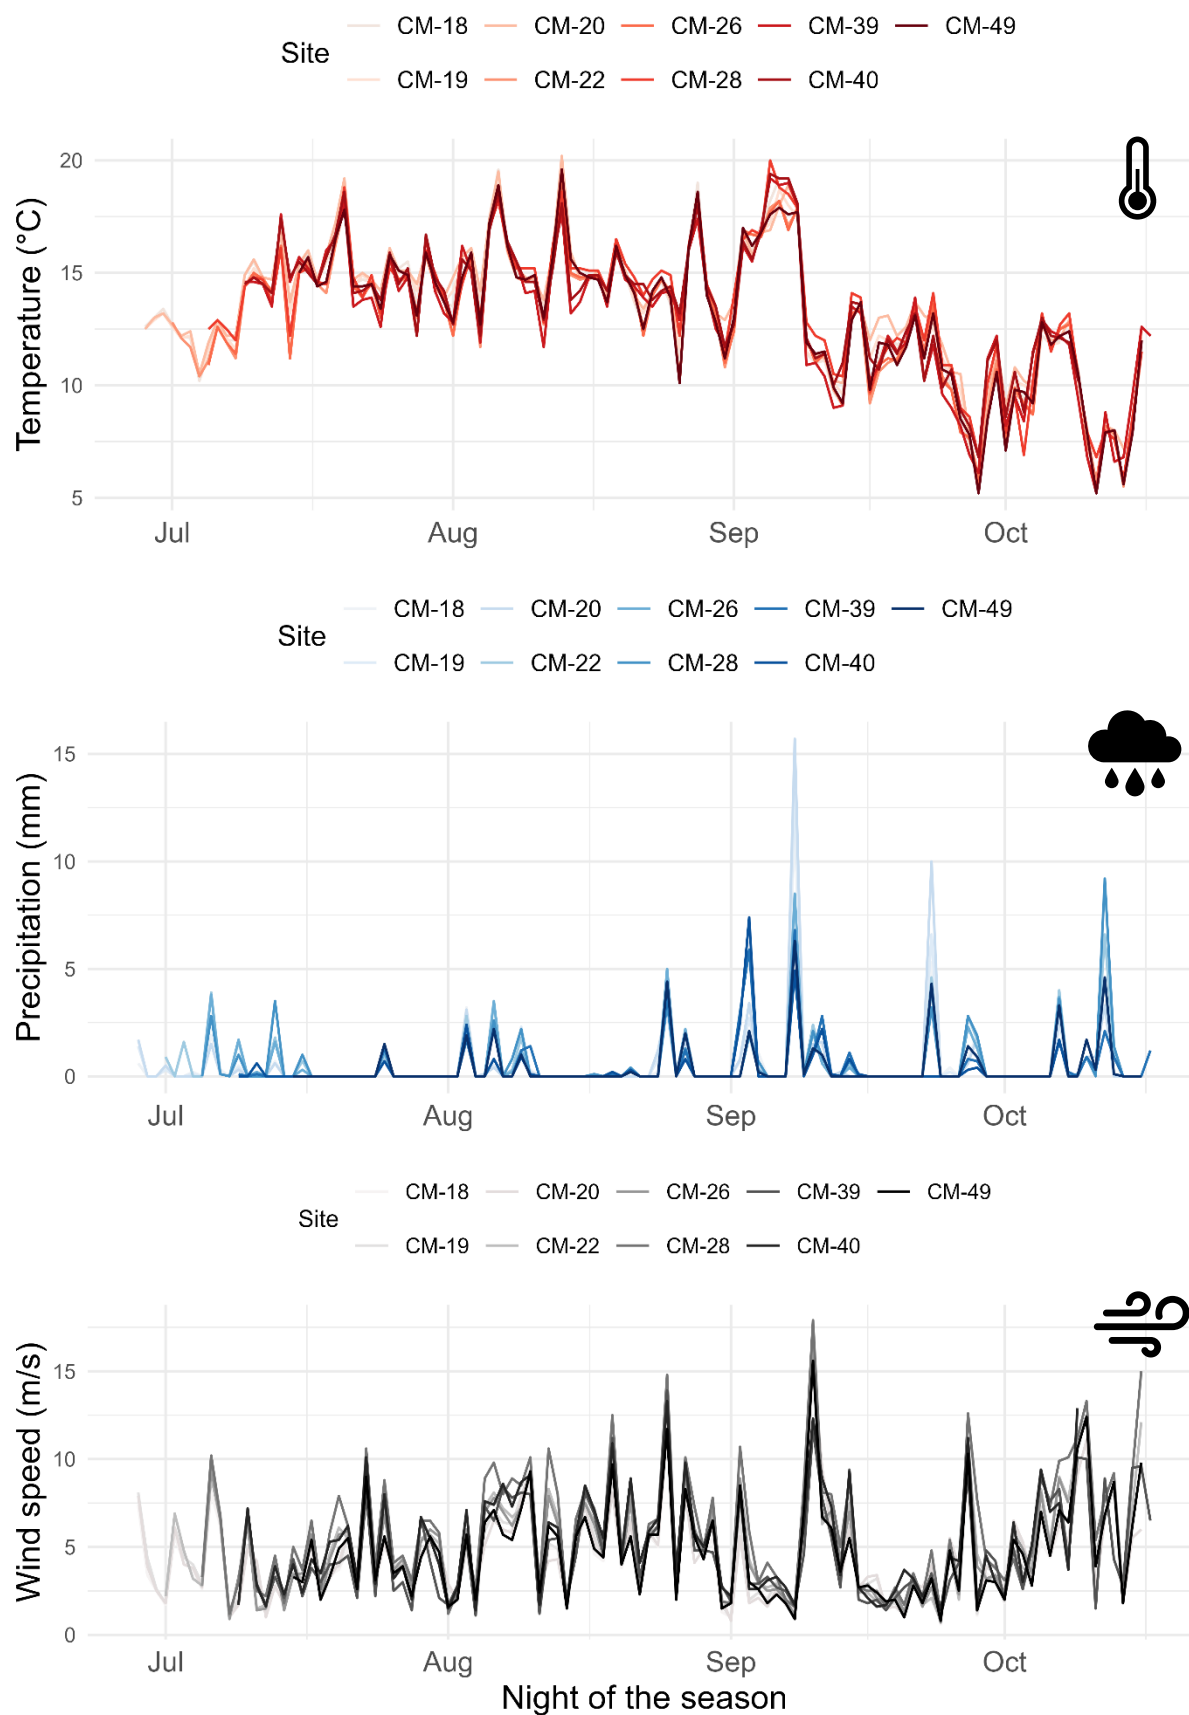 CM-18 CM-20 CM-26 CM-39 CM-49
Site
CM-19 CM-22 CM-28 CM-40
20
15
10
5
Temperature (°C)
Jul Aug Sep Oct
CM-18 CM-20 CM-26 CM-39 CM-49
Site
CM-19 CM-22 CM-28 CM-40
15
10
5
0
Precipitation (mm)
Jul Aug Sep Oct
CM-18 CM-20 CM-26 CM-39 CM-49
Site
CM-19 CM-22 CM-28 CM-40
15
10
5
0
Wind speed (m/s)
Jul Aug Sep Oct
Night of the season